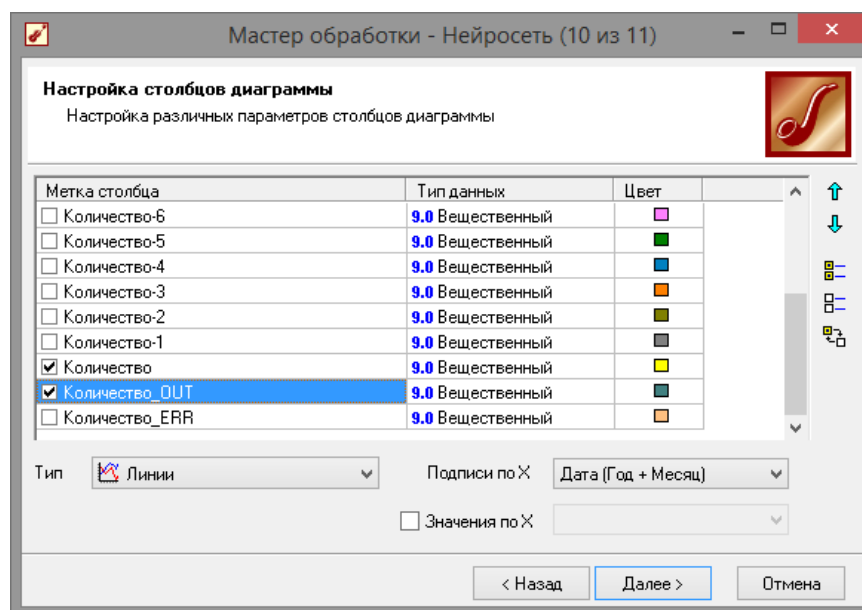 Мастер обработки - Нейросеть (10 из 11)
Настройка столбцов диаграммы
Настройка различных параметров столбцов диаграммы
Метка столбца Тип данных Цвет
Количество-6 9.0 Вещественный
Количество-5 9.0 Вещественный
Количество-4 9.0 Вещественный
Количество-3 9.0 Вещественный
Количество-2 9.0 Вещественный
Количество-1 9.0 Вещественный
Количество 9.0 Вещественный
Количество_OUT 9.0 Вещественный
Количество_ERR 9.0 Вещественный
Тип Линии Подписи по X Дата (Год + Месяц)
Значения по X
< Назад Далее > Отмена